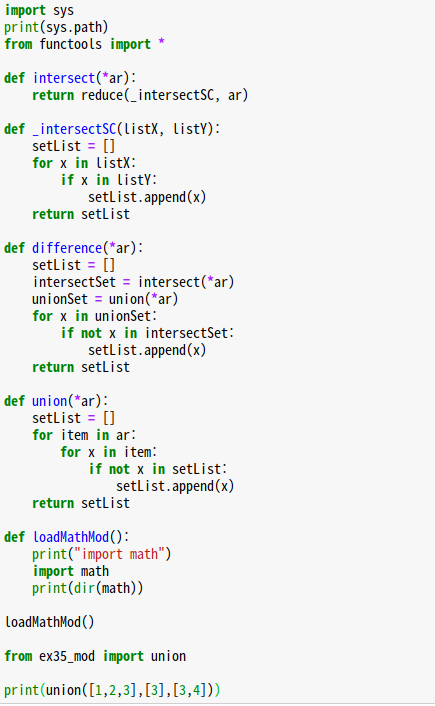 import sys
print(sys.path)
from functools import *

def intersect(*ar):
    return reduce(_intersectSC, ar)

def _intersectSC(listX, listY):
    setList = []
    for x in listX:
        if x in listY:
            setList.append(x)
    return setList

def difference(*ar):
    setList = []
    intersectSet = intersect(*ar)
    unionSet = union(*ar)
    for x in unionSet:
        if not x in intersectSet:
            setList.append(x)
    return setList

def union(*ar):
    setList = []
    for item in ar:
        for x in item:
            if not x in setList:
                setList.append(x)
    return setList

def loadMathMod():
    print("import math")
    import math
    print(dir(math))

loadMathMod()

from ex35_mod import union

print(union([1,2,3],[3],[3,4]))